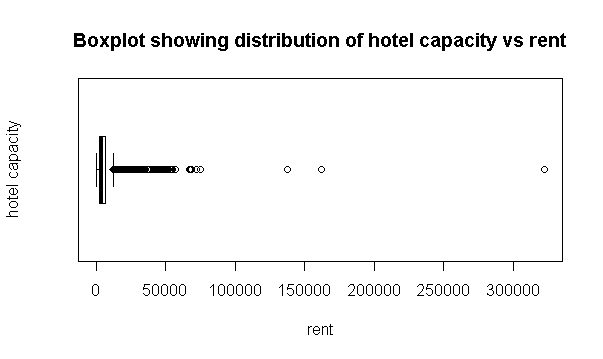 Boxplot showing distribution of hotel capacity vs rent
hotel capacity
0 50000 100000 150000 200000 250000 300000
rent